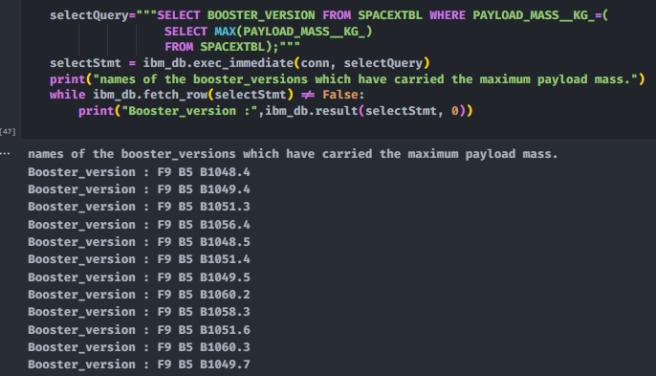 selectQuery="""SELECT BOOSTER_VERSION FROM SPACEXTBL WHERE PAYLOAD_MASS__KG_=(
SELECT MAX(PAYLOAD_MASS__KG_)
FROM SPACEXTBL);"""
selectStmt = ibm_db.exec_immediate(conn, selectQuery)
print("names of the booster_versions which have carried the maximum payload mass.")
while ibm_db.fetch_row(selectStmt) ≠ False:
print("Booster_version :",ibm_db.result(selectStmt, 0))
[47]
... names of the booster_versions which have carried the maximum payload mass.
Booster_version : F9 B5 B1048.4
Booster_version : F9 B5 B1049.4
Booster_version : F9 B5 B1051.3
Booster_version : F9 B5 B1056.4
Booster_version : F9 B5 B1048.5
Booster_version : F9 B5 B1051.4
Booster_version : F9 B5 B1049.5
Booster_version : F9 B5 B1060.2
Booster_version : F9 B5 B1058.3
Booster_version : F9 B5 B1051.6
Booster_version : F9 B5 B1060.3
Booster_version : F9 B5 B1049.7